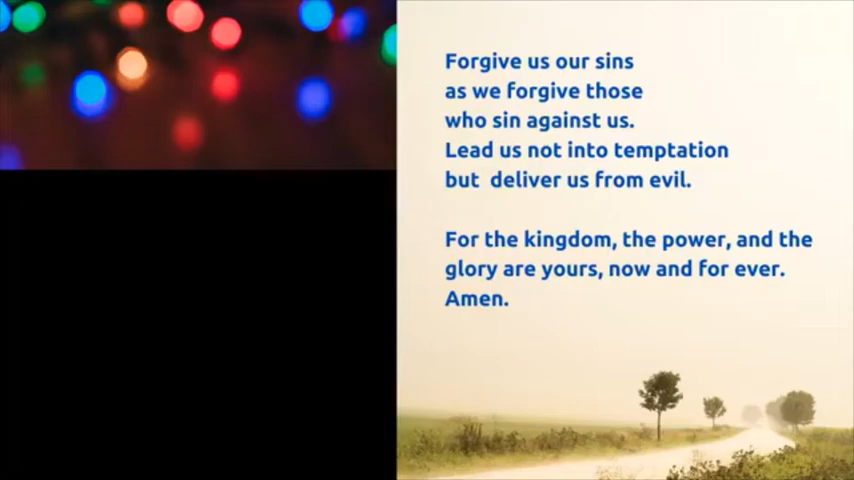 Forgive us our sins
as we forgive those
who sin against us.
Lead us not into temptation
but  deliver us from evil.

For the kingdom, the power, and the
glory are yours, now and for ever.
Amen.